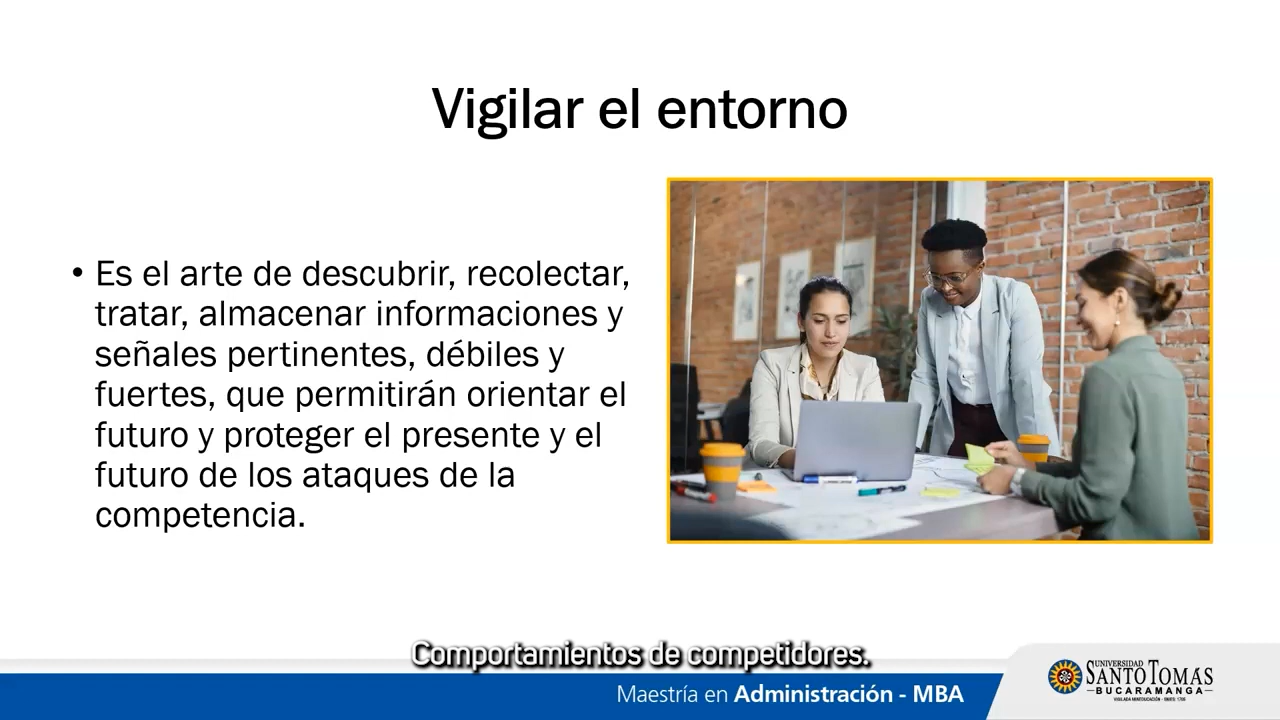 Vigilar el entorno
• Es el arte de descubrir, recolectar,
tratar, almacenar informaciones y
señales pertinentes, débiles y
fuertes, que permitirán orientar el
futuro y proteger el presente y el
futuro de los ataques de la
competencia.
Comportamientos de competidores.
Maestría en Administración - MBA
UNIVERSIDAD
SANTO TOMAS
BUCARAMANGA